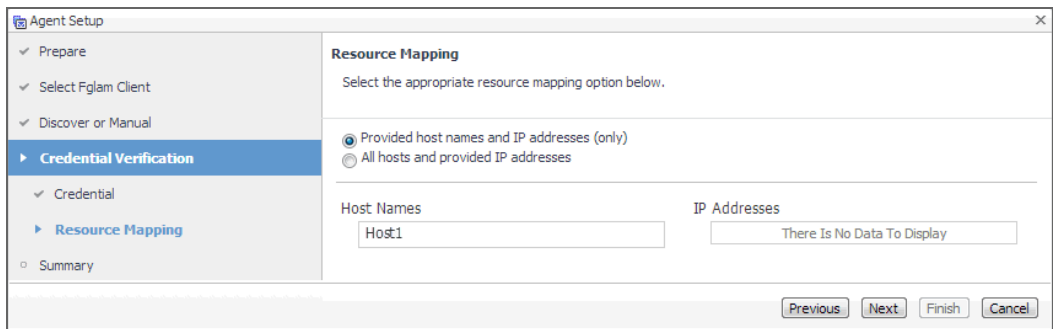 Agent Setup
Prepare
Select Fglam Client
Discover or Manual
Credential Verification
Credential
Resource Mapping
Summary
Resource Mapping
Select the appropriate resource mapping option below.
Provided host names and IP addresses (only)
All hosts and provided IP addresses
Host Names
Host1
IP Addresses
There Is No Data To Display
Previous Next Finish Cancel